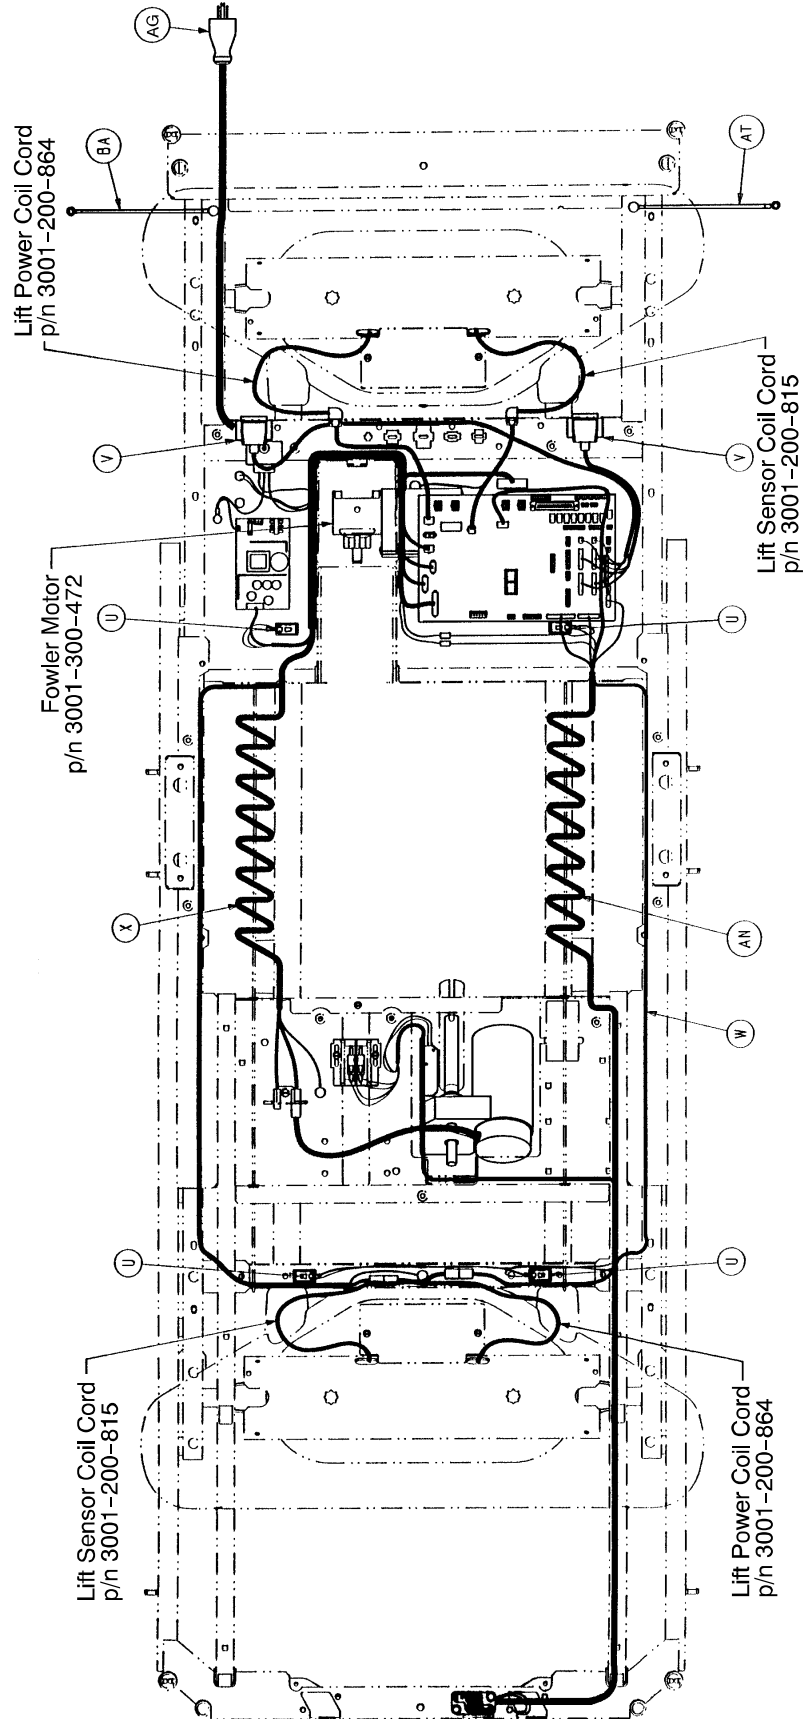 AG
BA
AT
Lift Power Coil Cord
p/n 3001-200-864
V
V
Lift Sensor Coil Cord
p/n 3001-200-815
Fowler Motor
p/n 3001-300-472
U
U
X
AN
W
U
U
Lift Sensor Coil Cord
p/n 3001-200-815
Lift Power Coil Cord
p/n 3001-200-864